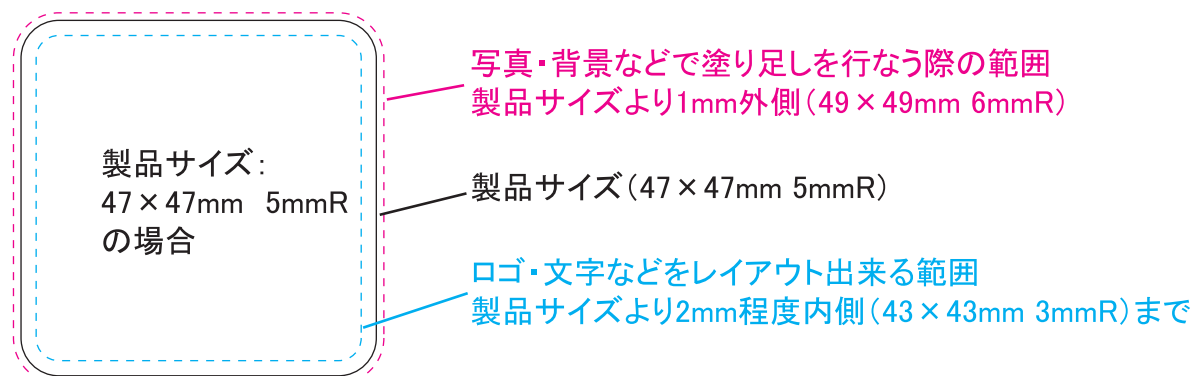 写真・背景などで塗り足しを行なう際の範囲
製品サイズより1mm外側（49×49mm 6mmR）
製品サイズ：
47×47mm　5mmR
の場合
製品サイズ（47×47mm 5mmR）
ロゴ・文字などをレイアウト出来る範囲
製品サイズより2mm程度内側（43×43mm 3mmR）まで